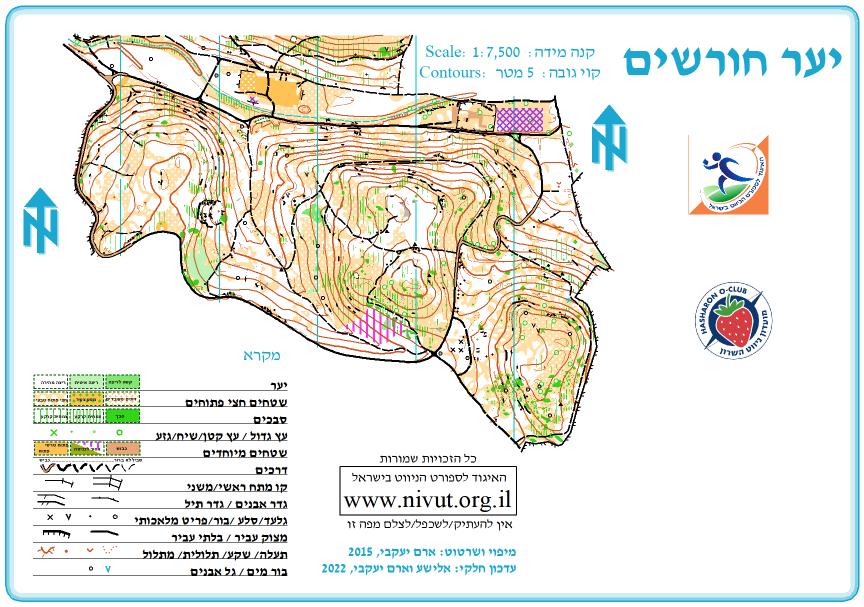 יער חורשים
Scale: 1:7,500 קנה מידה:
Contours: קוי גובה: 5 מטר
האיגוד לספורט הניווט בישראל
HASHARON O-CLUB
מועדון ניווט השרון
מקרא
יער
שטחים חצי פתוחים
סבכים
עץ גדול / עץ קטן/שיח/גזע
שטחים מיוחדים
דרכים
קו מתח ראשי/משני
גדר אבנים / גדר תיל
גלעד/סלע /בור/פריט מלאכותי
מצוק עביר / בלתי עביר
תעלה/ שקע/ תלולית/ מתלול
בור מים / גל אבנים
כל הזכויות שמורות
האיגוד לספורט הניווט בישראל
www.nivut.org.il
אין להעתיק/לשכפל/לצלם מפה זו
מיפוי ושרטוט: ארם יעקבי, 2015
עדכון חלקי: אלישע וארם יעקבי, 2022